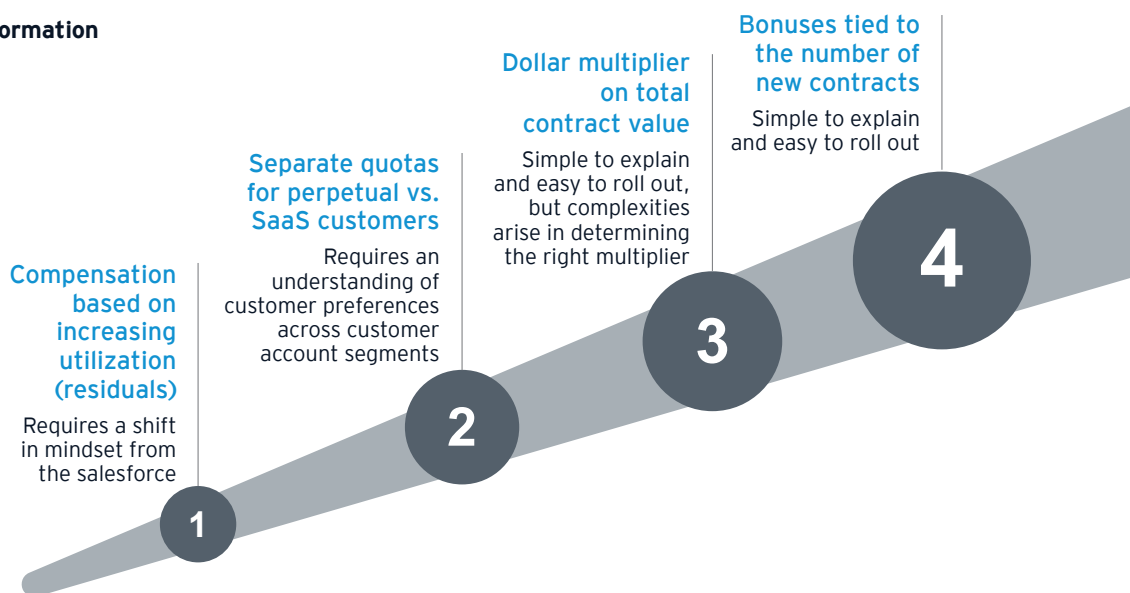 ormation
Compensation
based on
increasing
utilization
(residuals)
Requires a shift
in mindset from
the salesforce
1
Separate quotas
for perpetual vs.
SaaS customers
Requires an
understanding of
customer preferences
across customer
account segments
2
Dollar multiplier
on total
contract value
Simple to explain
and easy to roll out,
but complexities
arise in determining
the right multiplier
3
Bonuses tied to
the number of
new contracts
Simple to explain
and easy to roll out
4